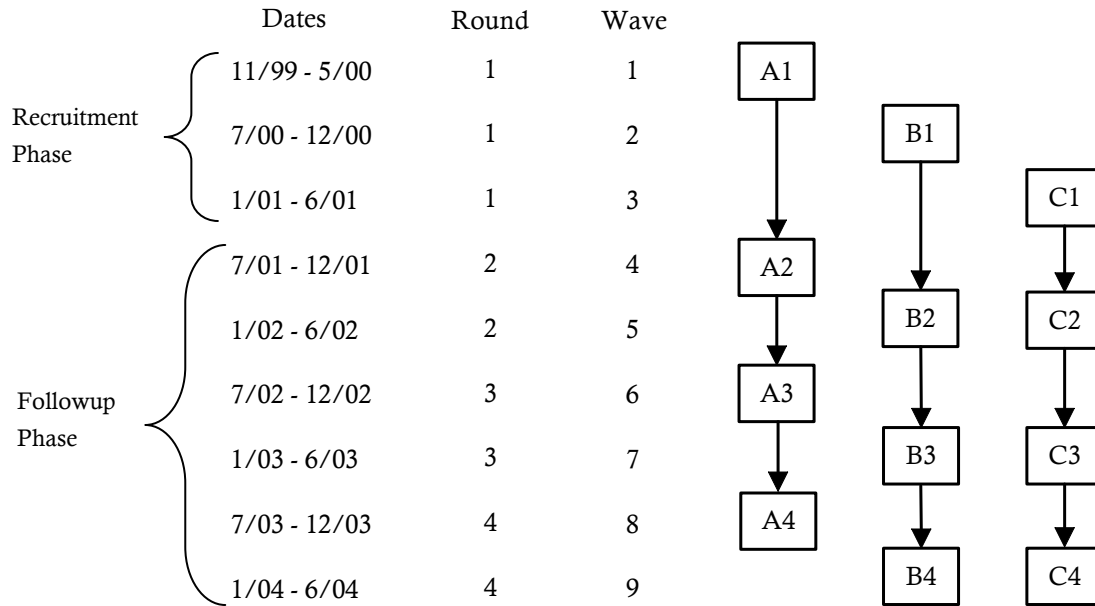 Dates Round Wave
11/99 - 5/00 1 1 A1
Recruitment
Phase
7/00 - 12/00 1 2 B1
1/01 - 6/01 1 3 C1
7/01 - 12/01 2 4 A2
1/02 - 6/02 2 5 B2 C2
Followup
Phase
7/02 - 12/02 3 6 A3
1/03 - 6/03 3 7 B3 C3
7/03 - 12/03 4 8 A4
1/04 - 6/04 4 9 B4 C4